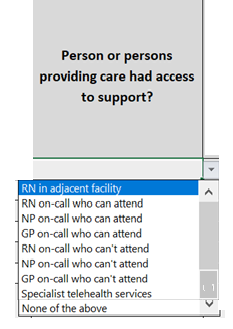 Person or persons
providing care had access
to support?
RN in adjacent facility
RN on-call who can attend
NP on-call who can attend
GP on-call who can attend
RN on-call who can't attend
NP on-call who can't attend
GP on-call who can't attend
Specialist telehealth services
None of the above